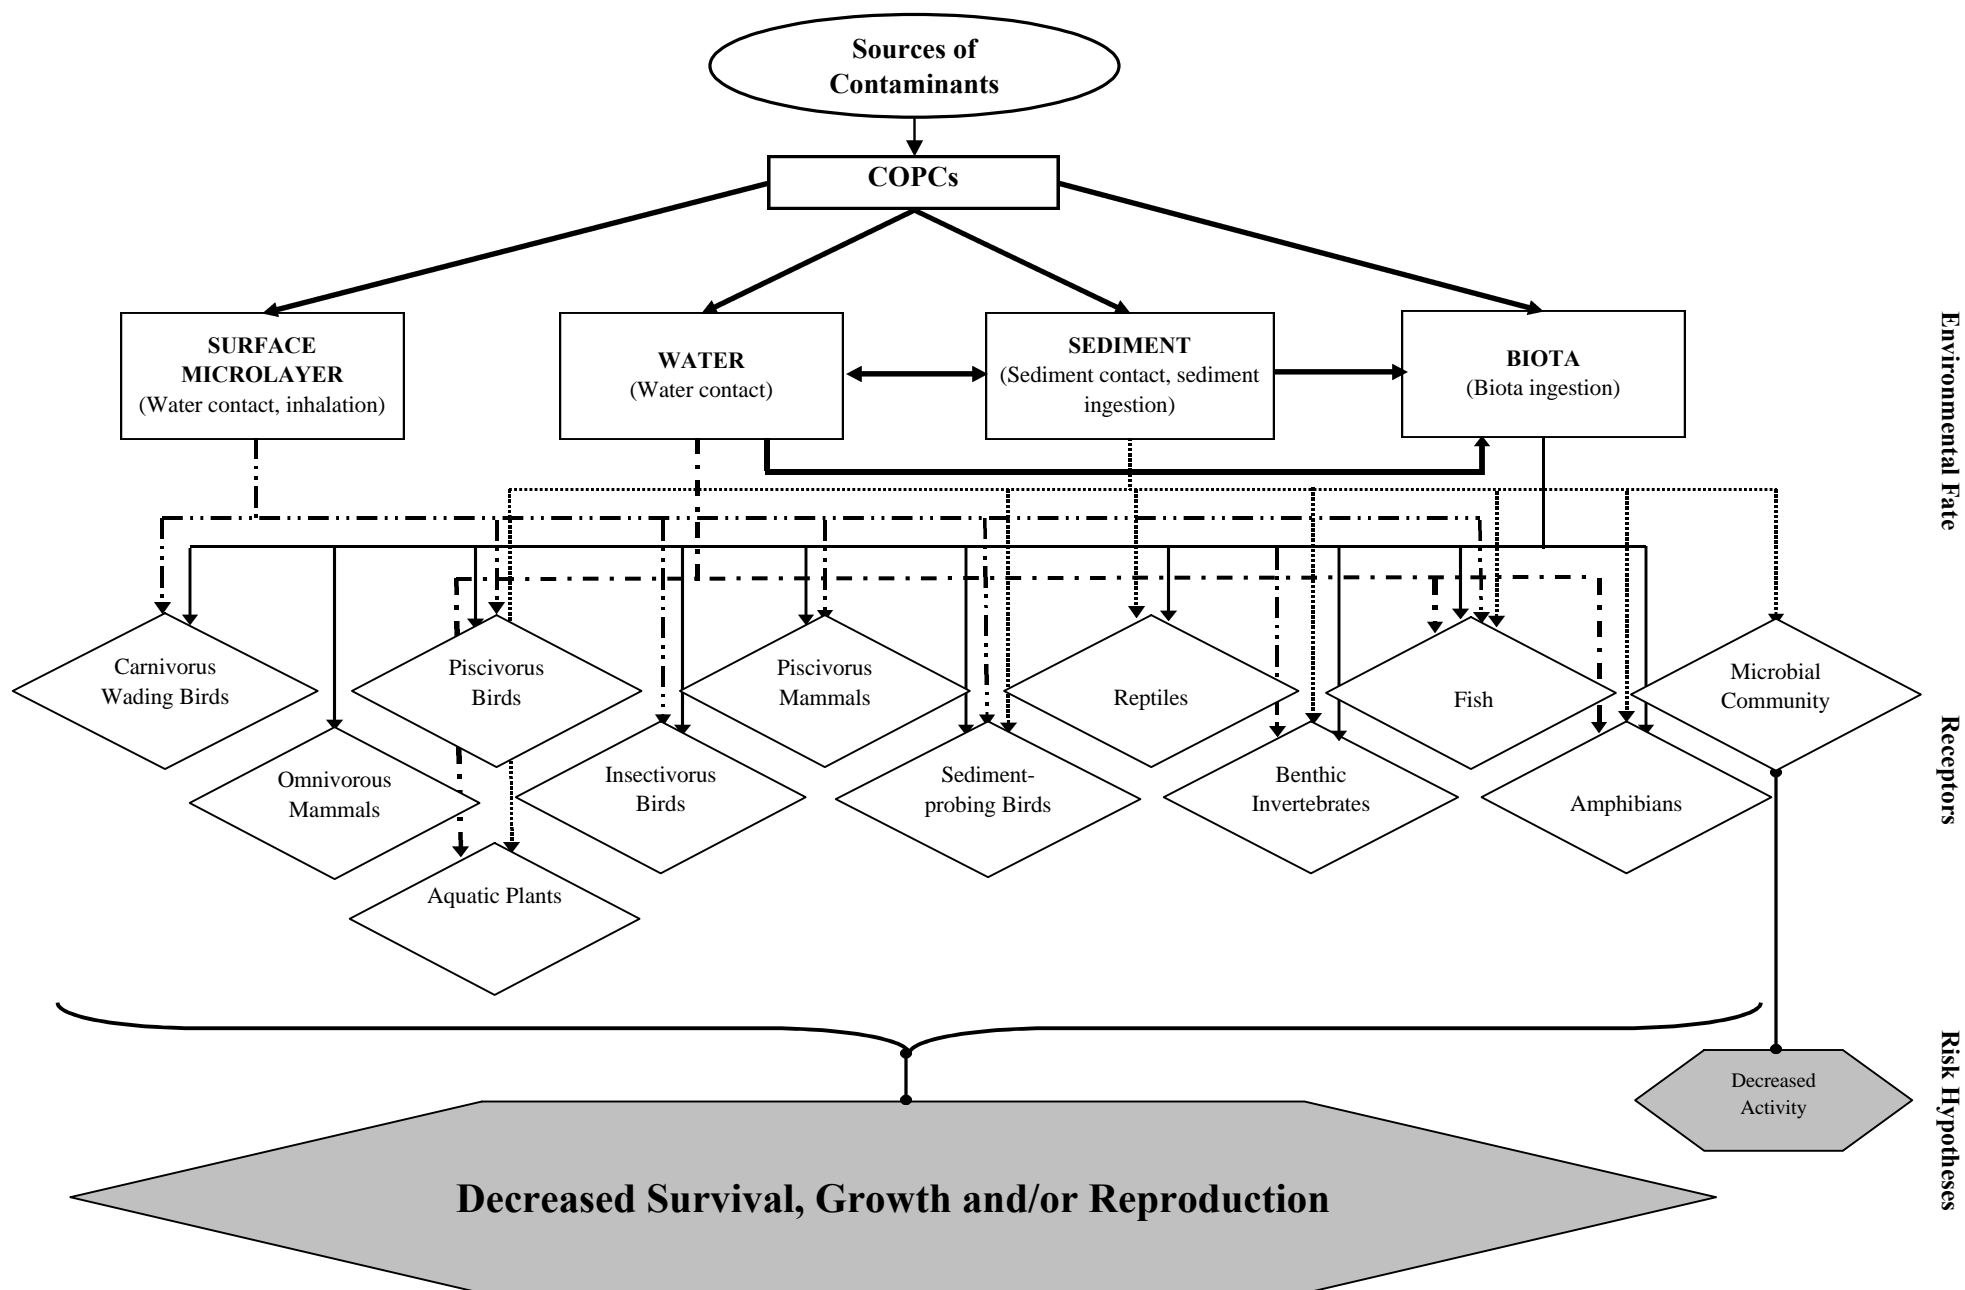 Sources of
Contaminants
COPCs
SURFACE
MICROLAYER
(Water contact, inhalation)
WATER
(Water contact)
SEDIMENT
(Sediment contact, sediment
ingestion)
BIOTA
(Biota ingestion)
Environmental Fate
Carnivorus
Wading Birds
Piscivorus
Birds
Piscivorus
Mammals
Reptiles
Fish
Microbial
Community
Receptors
Omnivorous
Mammals
Insectivorus
Birds
Sediment-
probing Birds
Benthic
Invertebrates
Amphibians
Aquatic Plants
Decreased
Activity
Risk Hypotheses
Decreased Survival, Growth and/or Reproduction